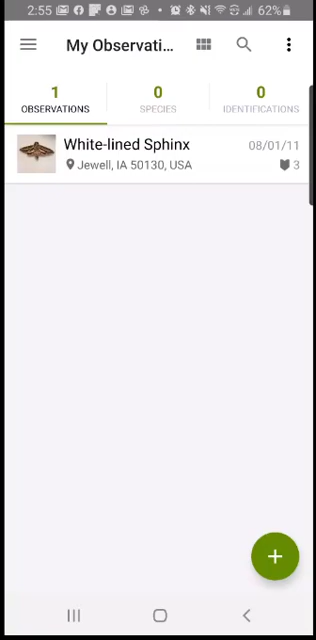 2:55 62%
My Observati...
1 0 0
OBSERVATIONS SPECIES IDENTIFICATIONS
White-lined Sphinx 08/01/11
Jewell, IA 50130, USA 3